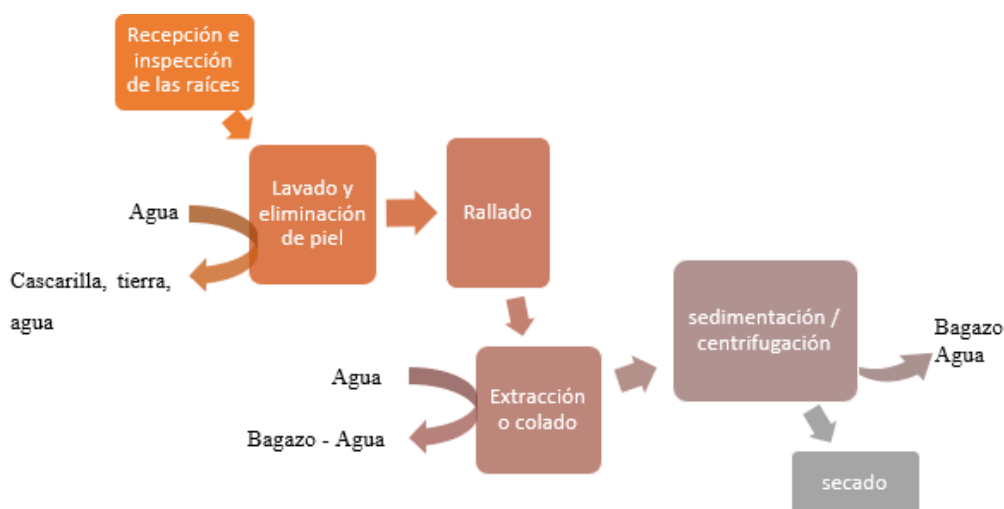 Recepción e
inspección
de las raíces
Lavado y
eliminación
de piel
Agua
Cascarilla, tierra,
agua
Rallado
Extracción
o colado
Agua
Bagazo - Agua
sedimentación /
centrifugación
Bagazo
Agua
secado